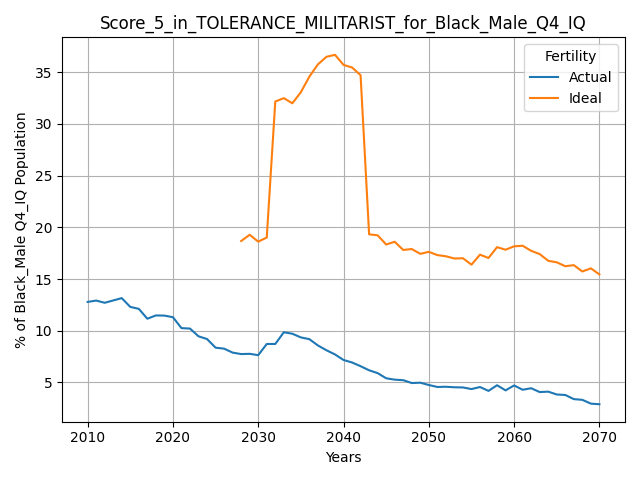 Score_5_in_TOLERANCE_MILITARIST_for_Black_Male_Q4_IQ
Fertility
Actual
Ideal
% of Black_Male Q4_IQ Population
35
30
25
20
15
10
5
2010 2020 2030 2040 2050 2060 2070
Years